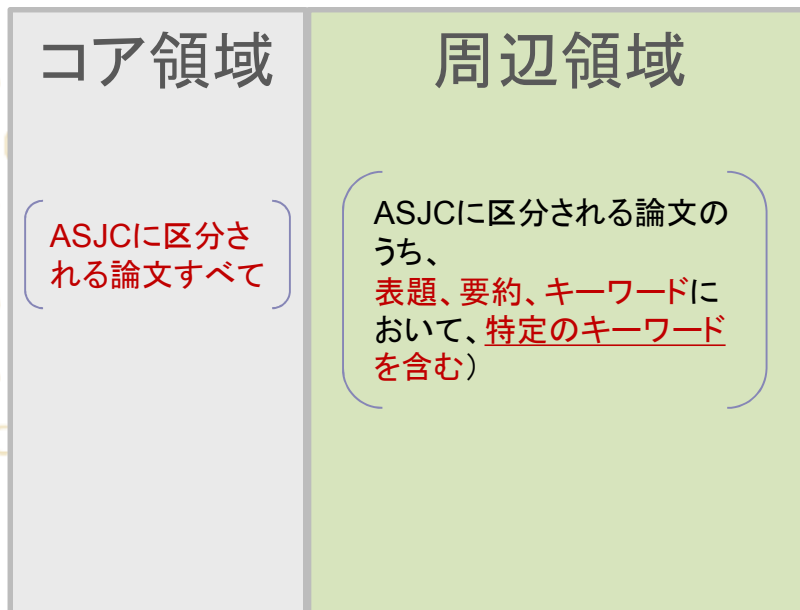 コア領域
周辺領域
ASJCに区分さ
れる論文すべて
ASJCに区分される論文の
うち、
表題、要約、キーワードに
おいて、特定のキーワード
を含む）